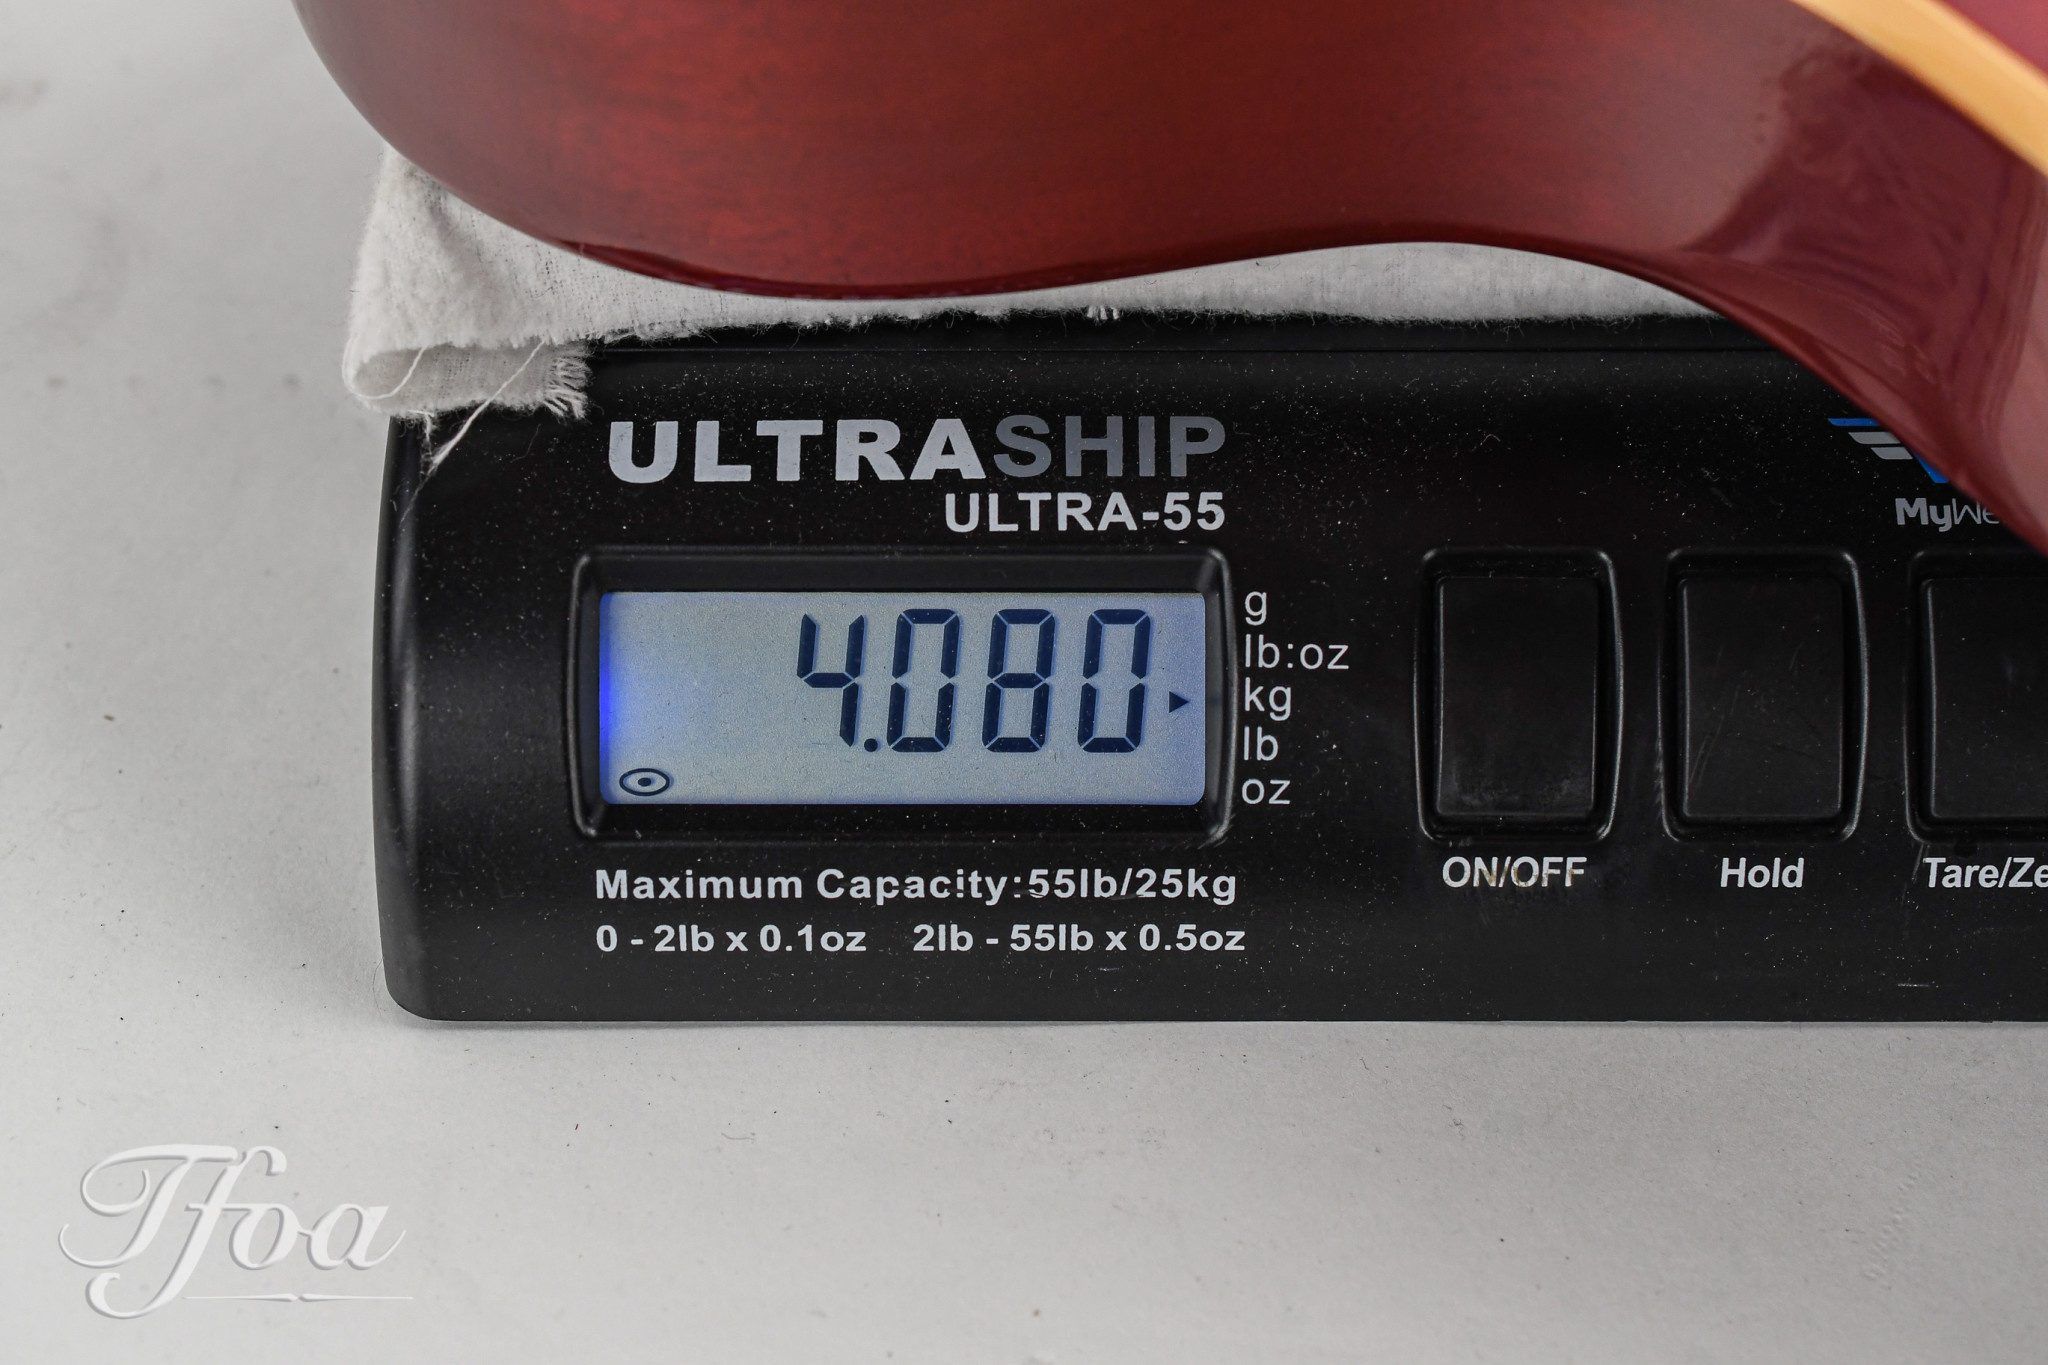 ULTRASHIP
ULTRA-55
4.080
g
lb:oz
kg
lb
oz
ON/OFF
Hold
Maximum Capacity:55lb/25kg
0 - 2lb x 0.1oz 2lb - 55lb x 0.5oz
Tfoa